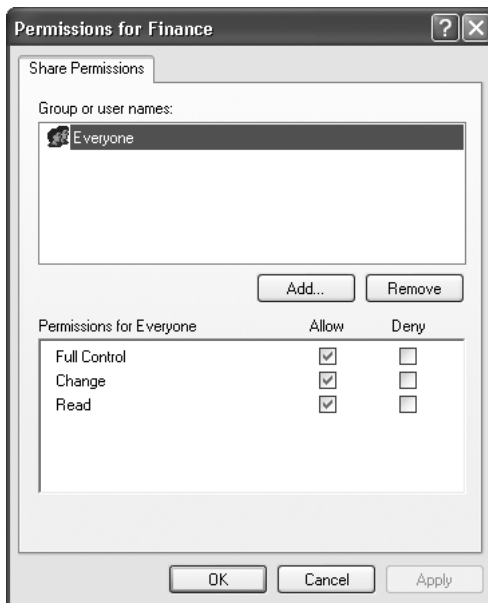 Permissions for Finance
Share Permissions
Group or user names:
Everyone
Add... Remove
Permissions for Everyone Allow Deny
Full Control
Change
Read
OK Cancel Apply